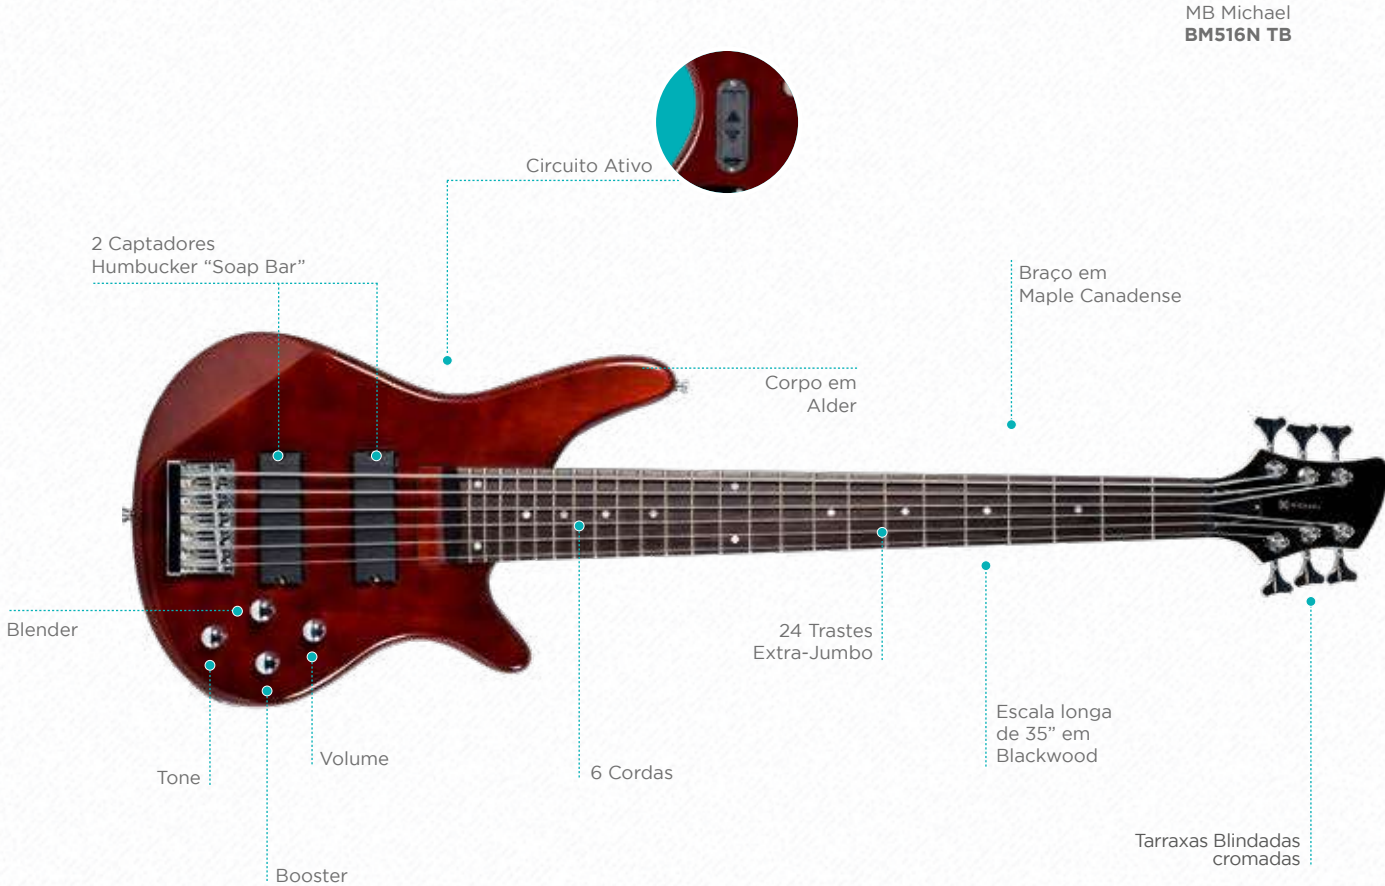 MB Michael
BM516N TB
Circuito Ativo
2 Captadores
Humbucker “Soap Bar”
Braço em
Maple Canadense
Corpo em
Alder
MICHAEL
Blender
24 Trastes
Extra-Jumbo
Escala longa
de 35” em
Blackwood
Volume
6 Cordas
Tone
Tarraxas Blindadas
cromadas
Booster